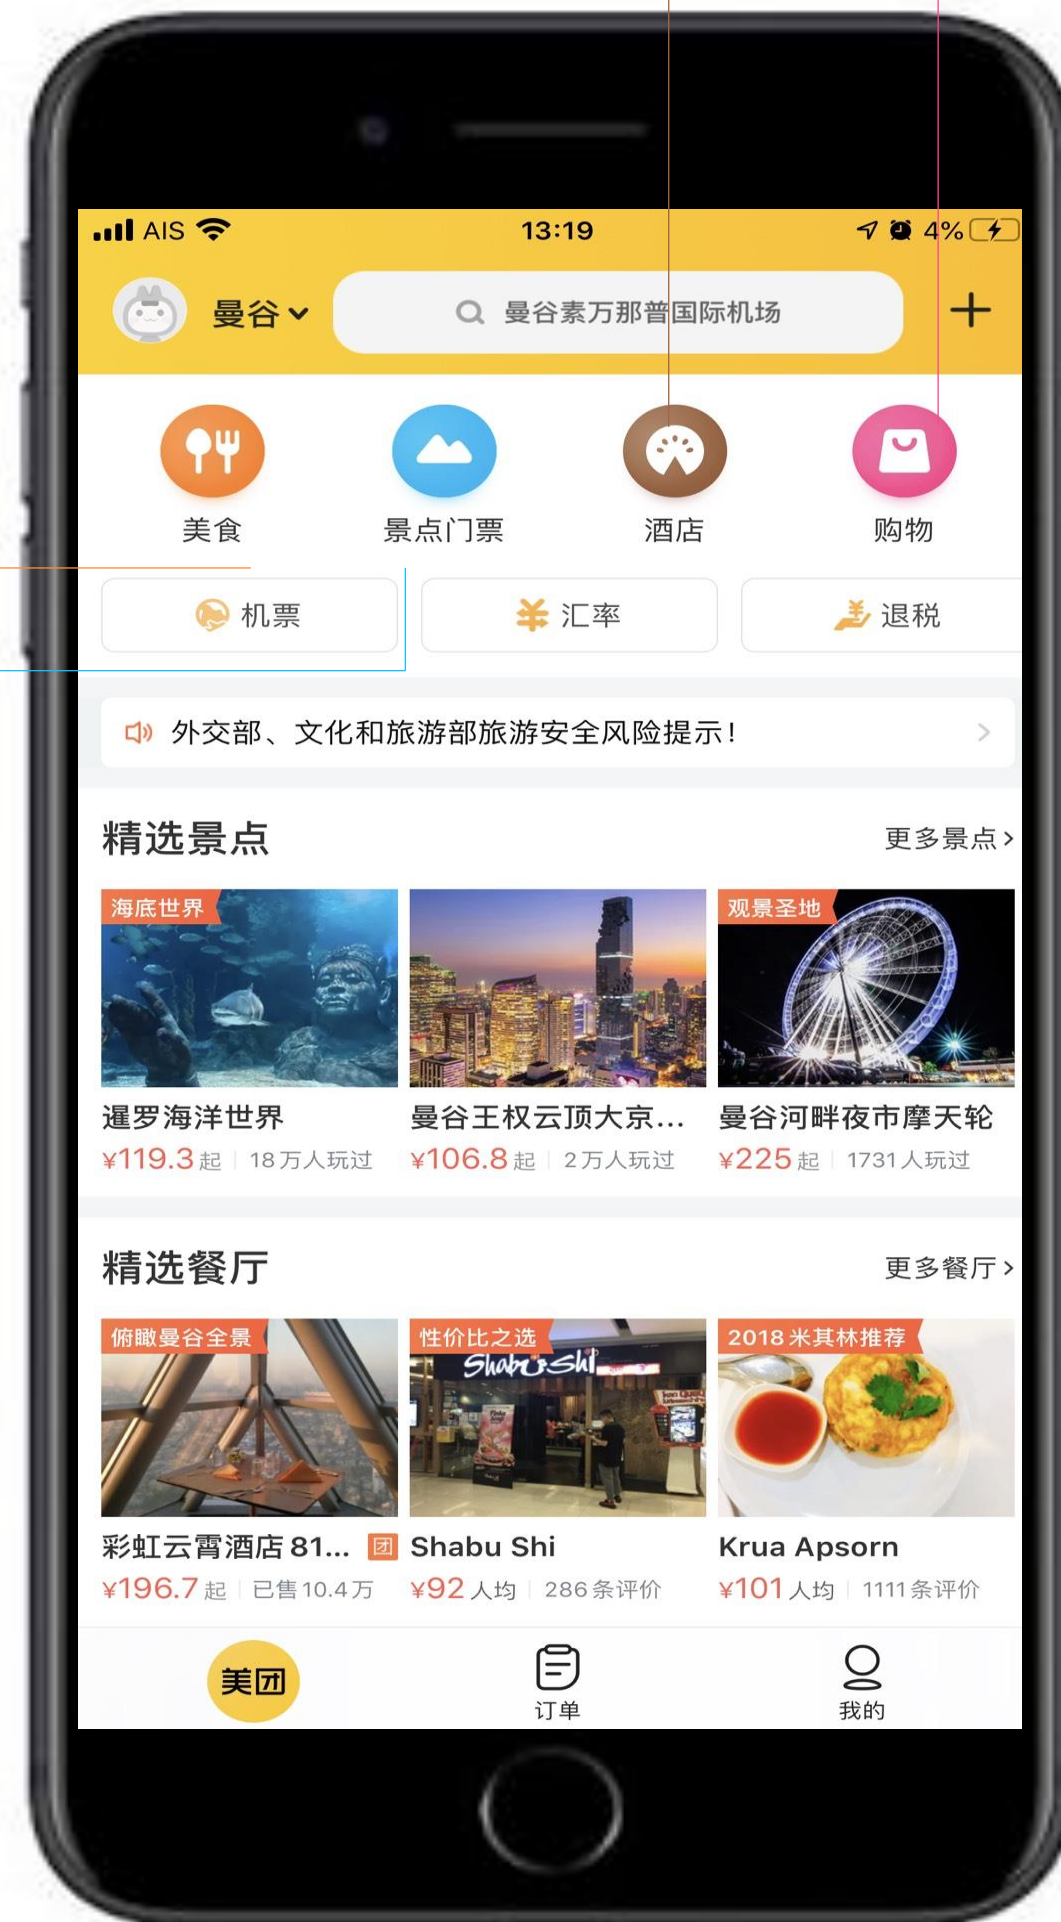 AIS 13:19 4%
曼谷 曼谷素万那普国际机场
美食 景点门票 酒店 购物
机票 汇率 退税
外交部、文化和旅游部旅游安全风险提示!
精选景点 更多景点
海底世界 观景圣地
暹罗海洋世界 曼谷王权云顶大京... 曼谷河畔夜市摩天轮
¥119.3起 18万人玩过 ¥106.8起 2万人玩过 ¥225起 1731人玩过
精选餐厅 更多餐厅
俯瞰曼谷全景 性价比之选 2018米其林推荐
Shabu Shi
彩虹云霄酒店81... 团 Shabu Shi Krua Apsorn
¥196.7起 已售10.4万 ¥92人均 286条评价 ¥101人均 1111条评价
美团 订单 我的